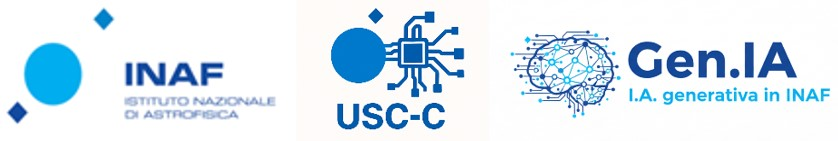 INAF
ISTITUTO NAZIONALE
DI ASTROFISICA
USC-C
Gen.IA
I.A. generativa in INAF